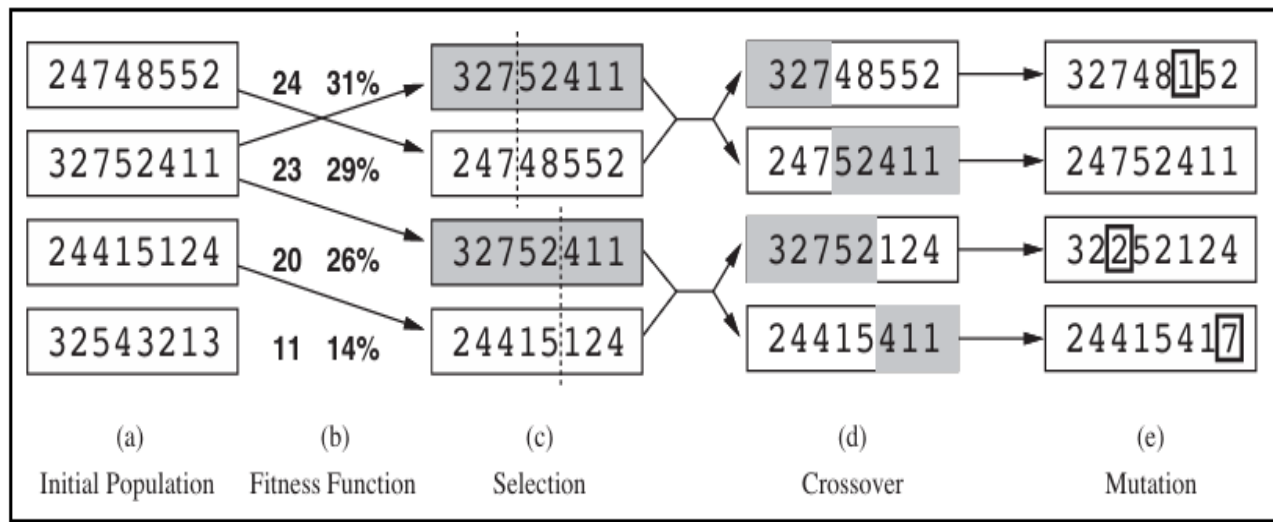 24748552 24 31% 32752411 32748552 32748152
32752411 23 29% 24748552 24752411 24752411
24415124 20 26% 32752411 32752124 32252124
32543213 11 14% 24415124 24415411 24415417
(a) (b) (c) (d) (e)
Initial Population Fitness Function Selection Crossover Mutation